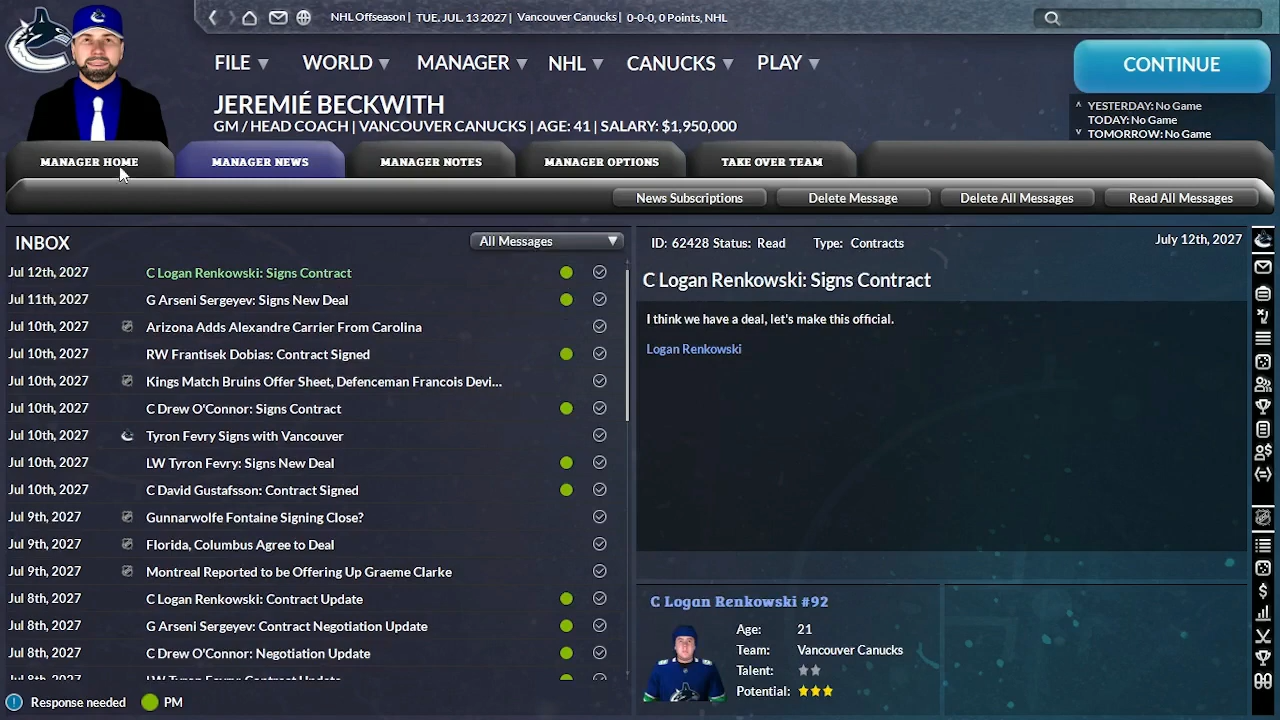 NHL Offseason | TUE, JUL. 13 2027 | Vancouver Canucks | 0-0-0, 0 Points, NHL
FILE WORLD MANAGER NHL CANUCKS PLAY
CONTINUE
JEREMIÉ BECKWITH
GM / HEAD COACH | VANCOUVER CANUCKS | AGE: 41 | SALARY: $1,950,000
YESTERDAY: No Game
TODAY: No Game
TOMORROW: No Game
MANAGER HOME MANAGER NEWS MANAGER NOTES MANAGER OPTIONS TAKE OVER TEAM
News Subscriptions Delete Message Delete All Messages Read All Messages
INBOX All Messages
Jul 12th, 2027 C Logan Renkowski: Signs Contract
Jul 11th, 2027 G Arseni Sergeyev: Signs New Deal
Jul 10th, 2027 Arizona Adds Alexandre Carrier From Carolina
Jul 10th, 2027 RW Frantisek Dobias: Contract Signed
Jul 10th, 2027 Kings Match Bruins Offer Sheet, Defenceman Francois Devi...
Jul 10th, 2027 C Drew O'Connor: Signs Contract
Jul 10th, 2027 Tyron Fevry Signs with Vancouver
Jul 10th, 2027 LW Tyron Fevry: Signs New Deal
Jul 10th, 2027 C David Gustafsson: Contract Signed
Jul 9th, 2027 Gunnarwolfe Fontaine Signing Close?
Jul 9th, 2027 Florida, Columbus Agree to Deal
Jul 9th, 2027 Montreal Reported to be Offering Up Graeme Clarke
Jul 8th, 2027 C Logan Renkowski: Contract Update
Jul 8th, 2027 G Arseni Sergeyev: Contract Negotiation Update
Jul 8th, 2027 C Drew O'Connor: Negotiation Update
Jul 8th, 2027 LW Tyron Fevry: Contract Update
Response needed PM
ID: 62428 Status: Read Type: Contracts July 12th, 2027
C Logan Renkowski: Signs Contract
I think we have a deal, let's make this official.
Logan Renkowski
C Logan Renkowski #92
Age: 21
Team: Vancouver Canucks
Talent:
Potential: